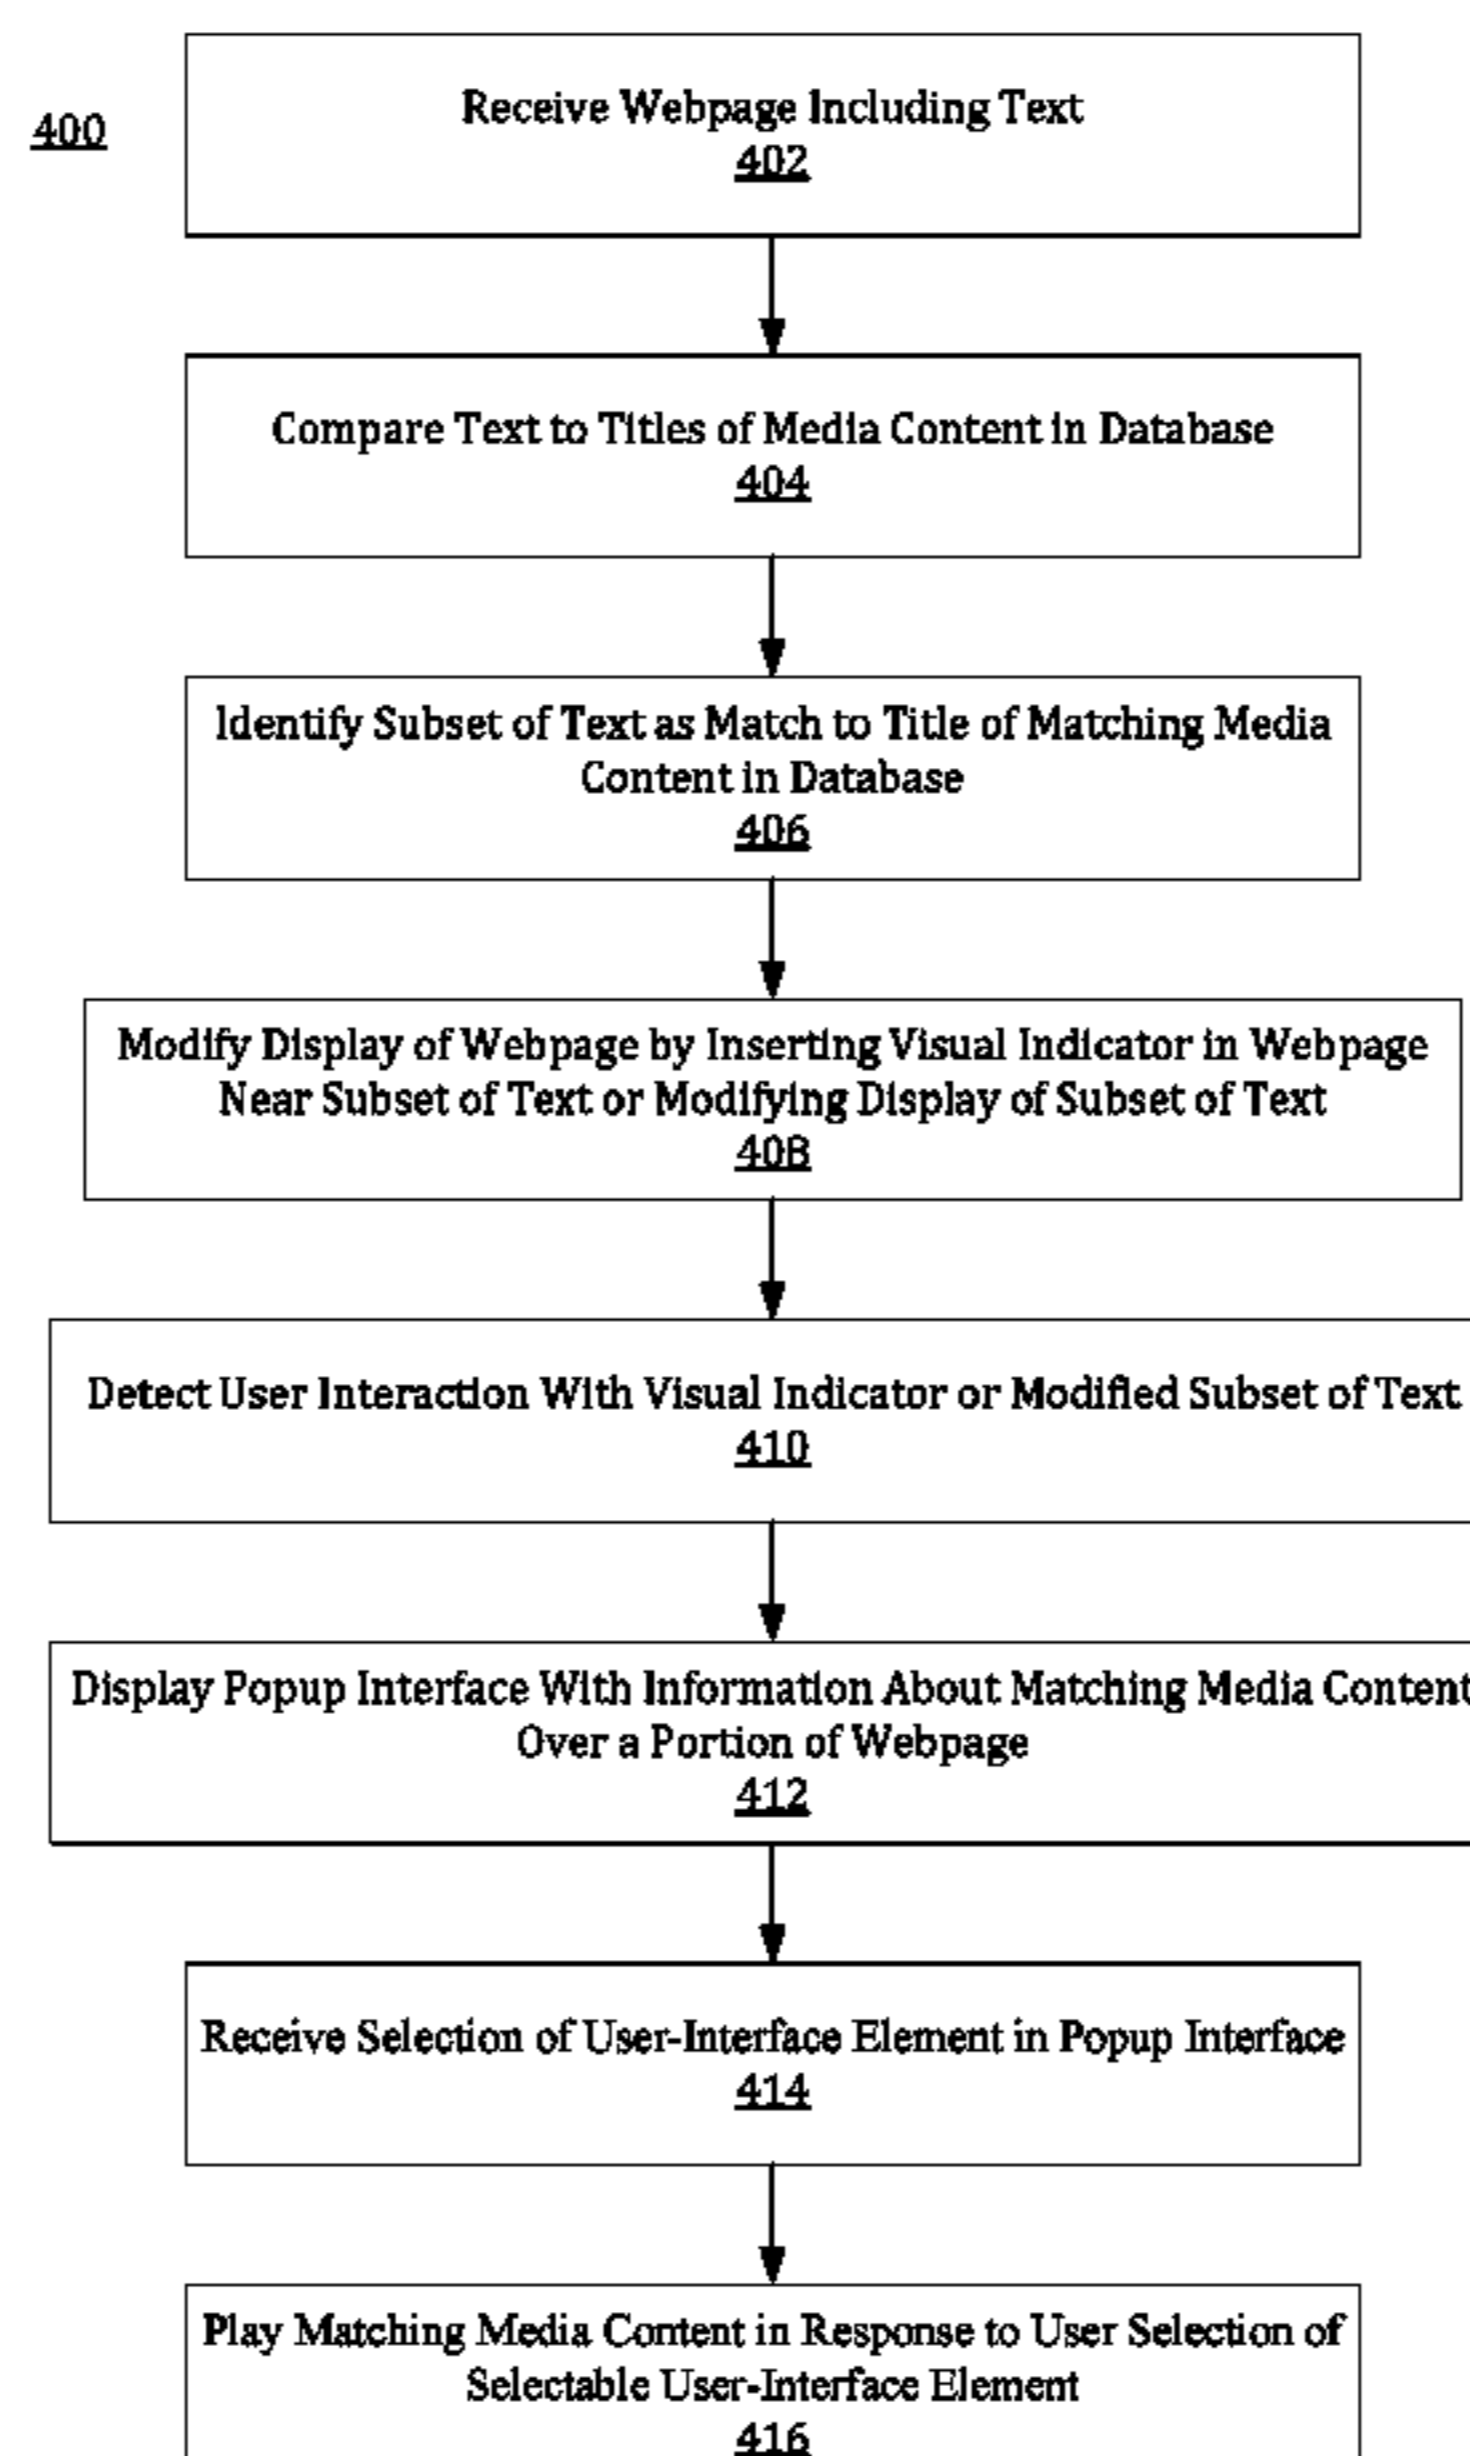 400
Receive Webpage Including Text
402
Compare Text to Titles of Media Content in Database
404
Identify Subset of Text as Match to Title of Matching Media
Content in Database
406
Modify Display of Webpage by Inserting Visual Indicator in Webpage
Near Subset of Text or Modifying Display of Subset of Text
408
Detect User Interaction With Visual Indicator or Modified Subset of Text
410
Display Popup Interface With Information About Matching Media Content
Over a Portion of Webpage
412
Receive Selection of User-Interface Element in Popup Interface
414
Play Matching Media Content in Response to User Selection of
Selectable User-Interface Element
416